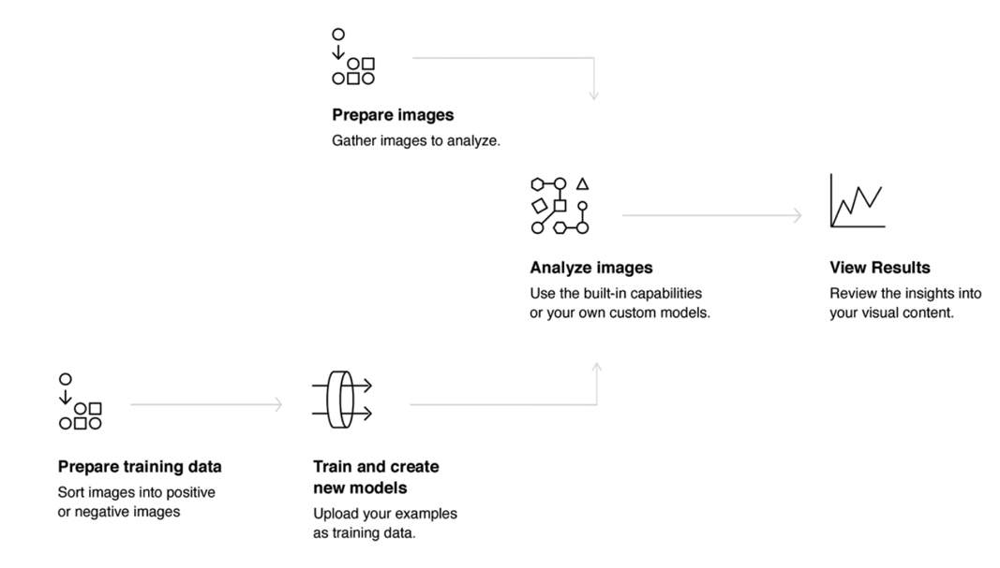 Prepare images
Gather images to analyze.
Analyze images
Use the built-in capabilities
or your own custom models.
View Results
Review the insights into
your visual content.
Prepare training data
Sort images into positive
or negative images
Train and create
new models
Upload your examples
as training data.